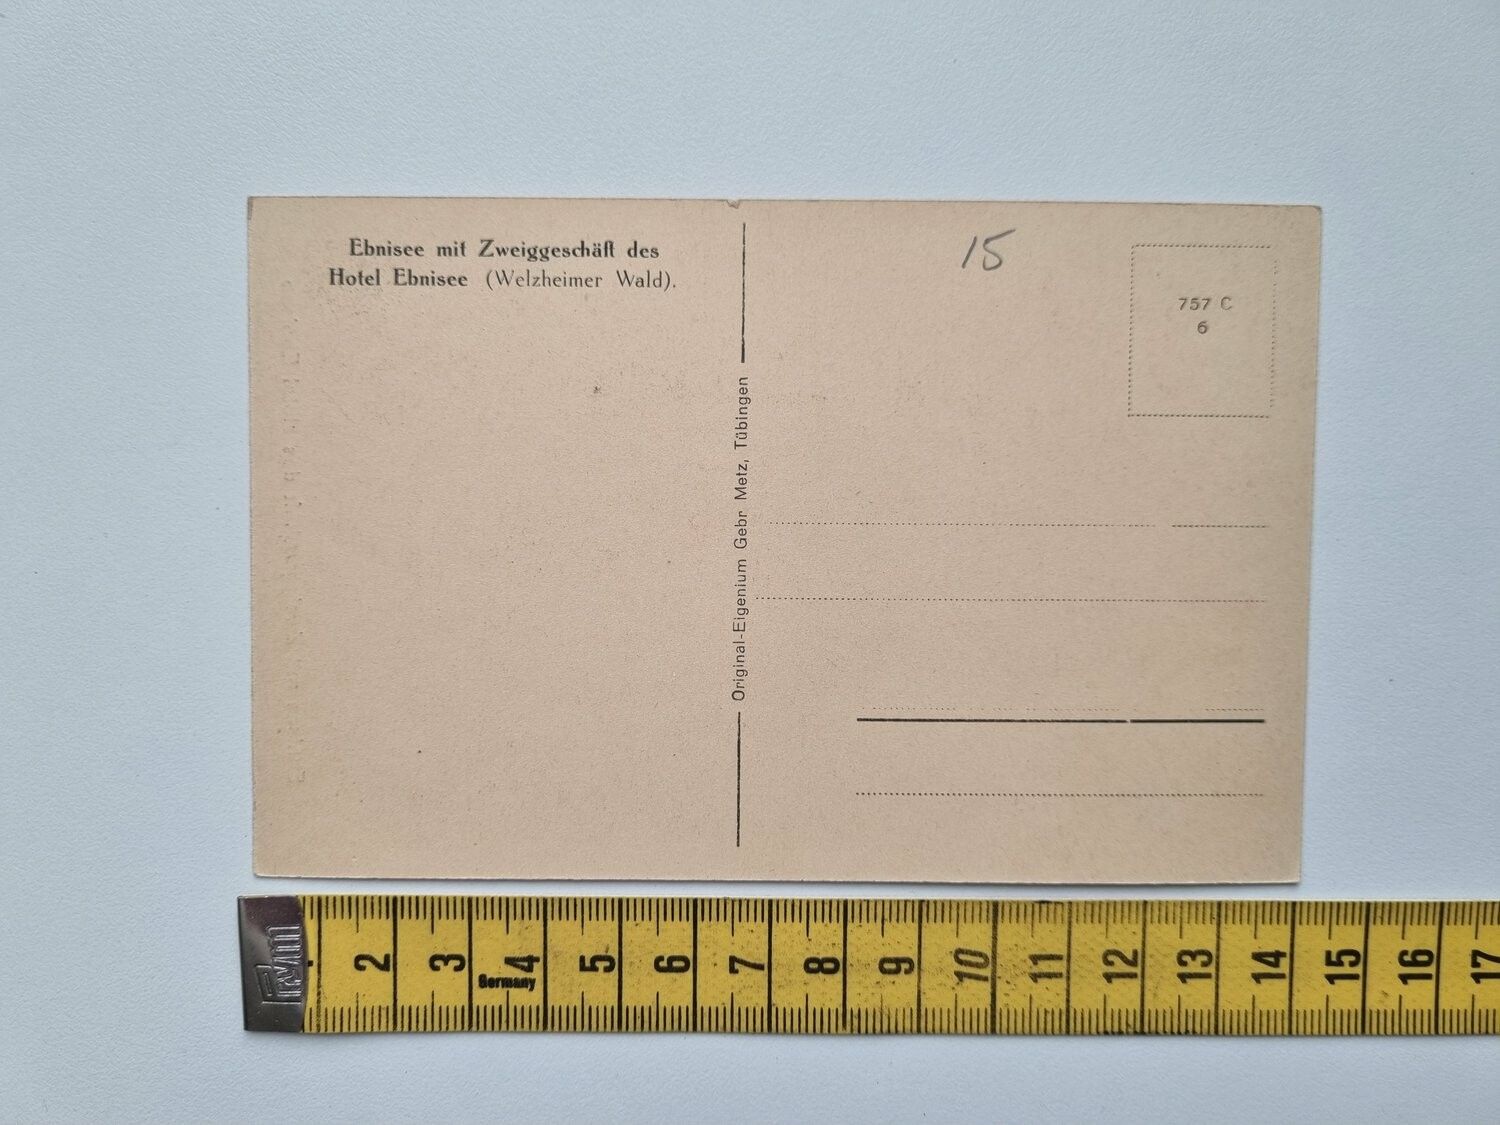 Ebnisee mit Zweiggeschäft des
Hotel Ebnisee (Welzheimer Wald).
15
757 C
6
Original-Eigenium Gebr Metz, Tübingen
2 3 4 5 6 7 8 9 10 11 12 13 14 15 16 17
Germany